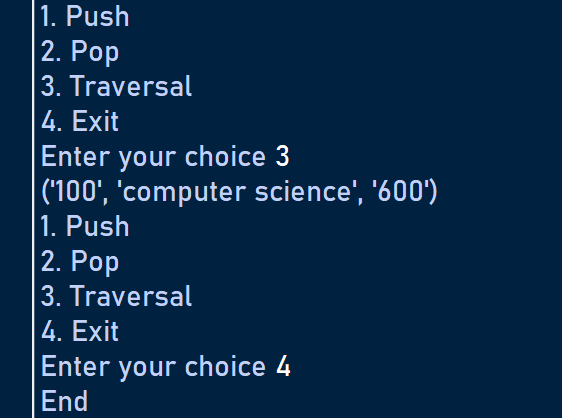 1. Push
2. Pop
3. Traversal
4. Exit
Enter your choice 3
('100', 'computer science', '600')
1. Push
2. Pop
3. Traversal
4. Exit
Enter your choice 4
End